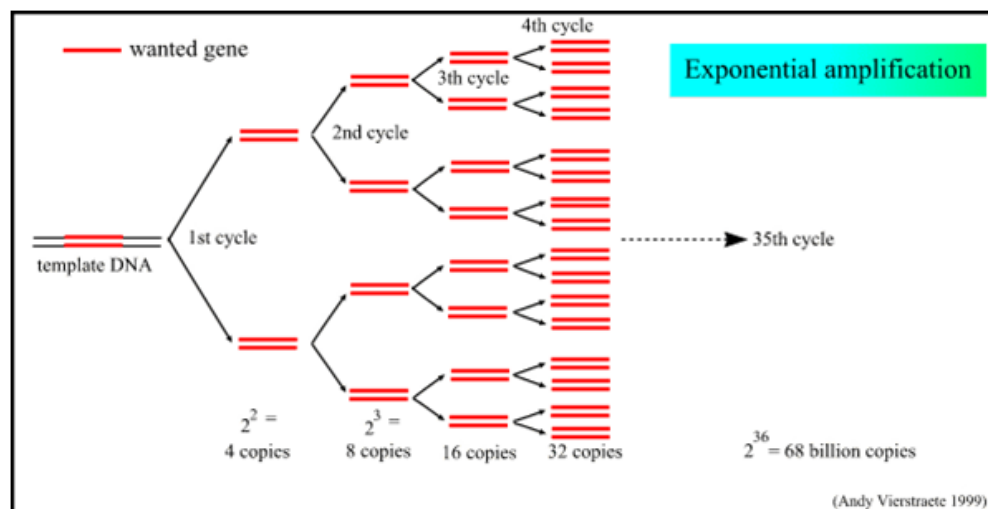 wanted gene
4th cycle
Exponential amplification
3th cycle
2nd cycle
1st cycle
template DNA
35th cycle
2^2 =
4 copies
2^3 =
8 copies
16 copies
32 copies
2^36 = 68 billion copies
(Andy Vierstraete 1999)